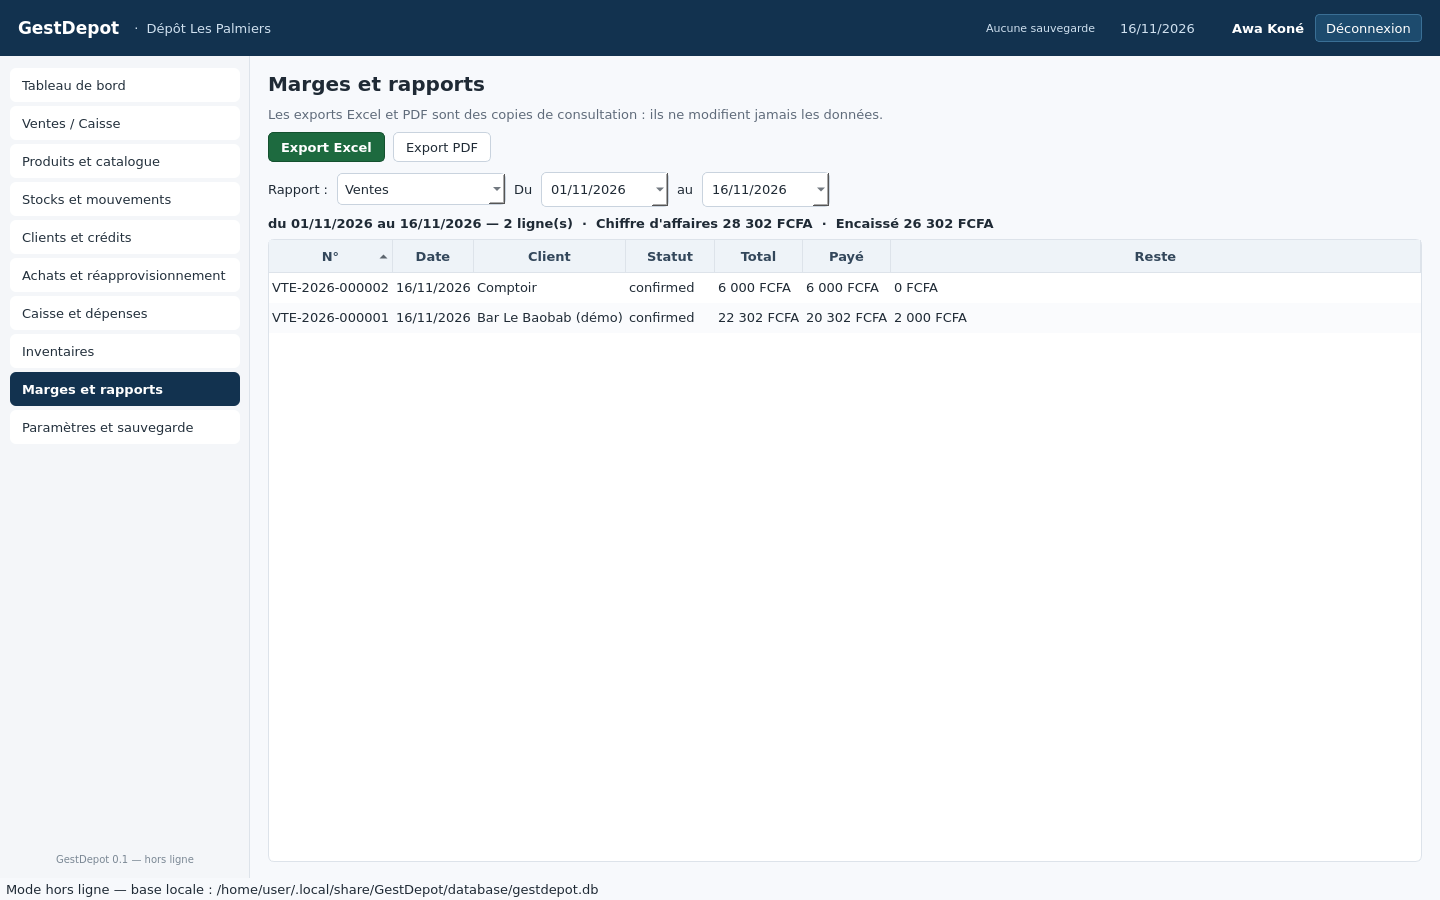 GestDepot · Dépôt Les Palmiers Aucune sauvegarde 16/11/2026 Awa Koné Déconnexion
Tableau de bord
Ventes / Caisse
Produits et catalogue
Stocks et mouvements
Clients et crédits
Achats et réapprovisionnement
Caisse et dépenses
Inventaires
Marges et rapports
Paramètres et sauvegarde
GestDepot 0.1 — hors ligne
Marges et rapports
Les exports Excel et PDF sont des copies de consultation : ils ne modifient jamais les données.
Export Excel Export PDF
Rapport : Ventes Du 01/11/2026 au 16/11/2026
du 01/11/2026 au 16/11/2026 — 2 ligne(s) · Chiffre d'affaires 28 302 FCFA · Encaissé 26 302 FCFA
N° Date Client Statut Total Payé Reste
VTE-2026-000002 16/11/2026 Comptoir confirmed 6 000 FCFA 6 000 FCFA 0 FCFA
VTE-2026-000001 16/11/2026 Bar Le Baobab (démo) confirmed 22 302 FCFA 20 302 FCFA 2 000 FCFA
Mode hors ligne — base locale : /home/user/.local/share/GestDepot/database/gestdepot.db